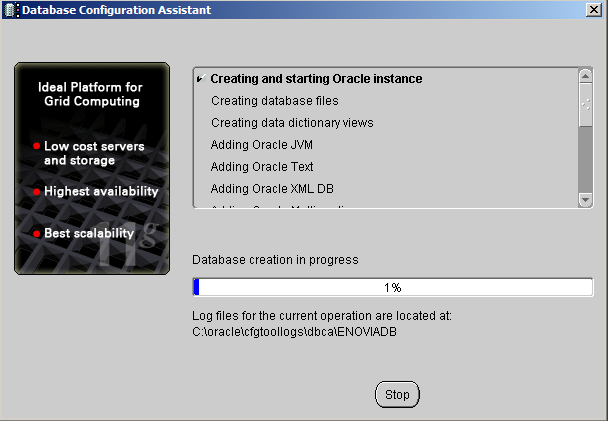 Database Configuration Assistant
Ideal Platform for
Grid Computing
Low cost servers
and storage
Highest availability
Best scalability
11g
Creating and starting Oracle instance
Creating database files
Creating data dictionary views
Adding Oracle JVM
Adding Oracle Text
Adding Oracle XML DB
Database creation in progress
1%
Log files for the current operation are located at:
C:\oracle\cfgtoollogs\dbca\ENOVIADB
Stop